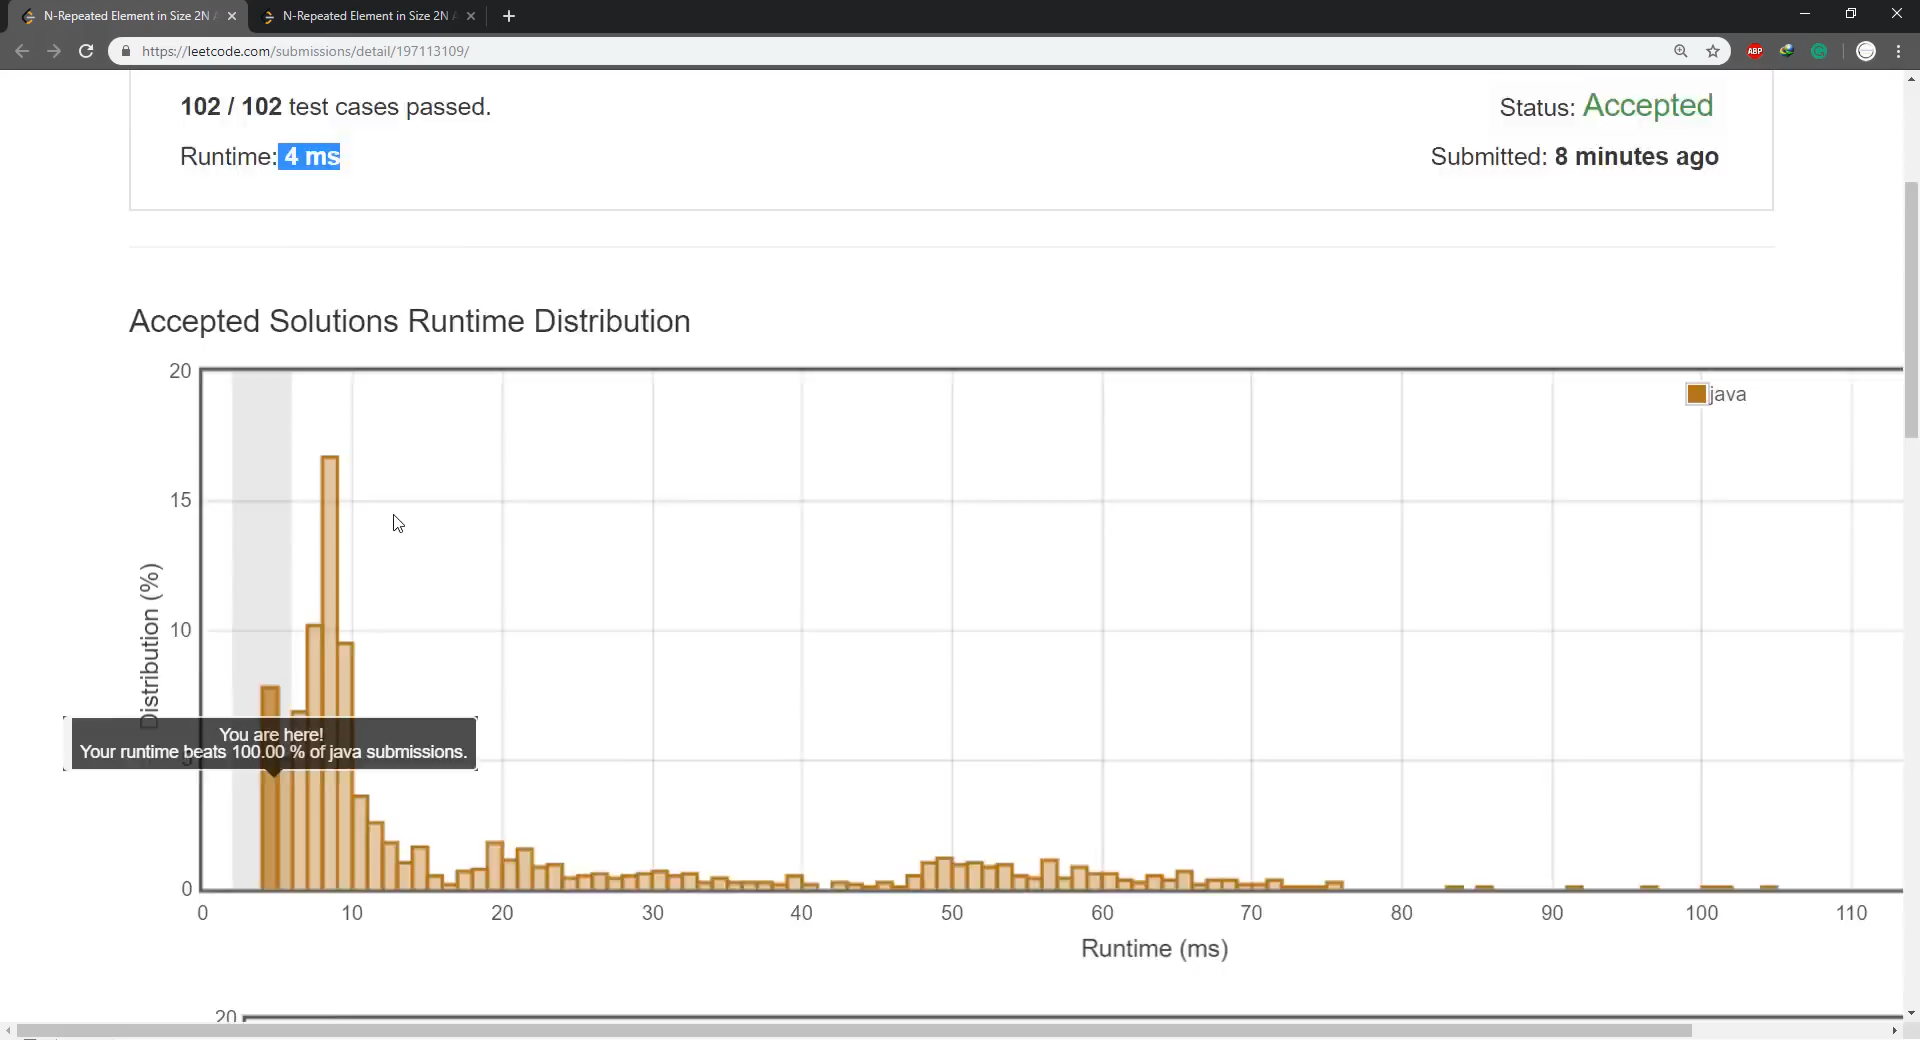 N-Repeated Element in Size 2N A
N-Repeated Element in Size 2N A
https://leetcode.com/submissions/detail/197113109/
ABP
102 / 102 test cases passed.
Status: Accepted
Runtime: 4 ms
Submitted: 8 minutes ago
Accepted Solutions Runtime Distribution
20
java
15
10
Distribution (%)
You are here!
Your runtime beats 100.00 % of java submissions.
5
0
0 10 20 30 40 50 60 70 80 90 100 110
Runtime (ms)
20